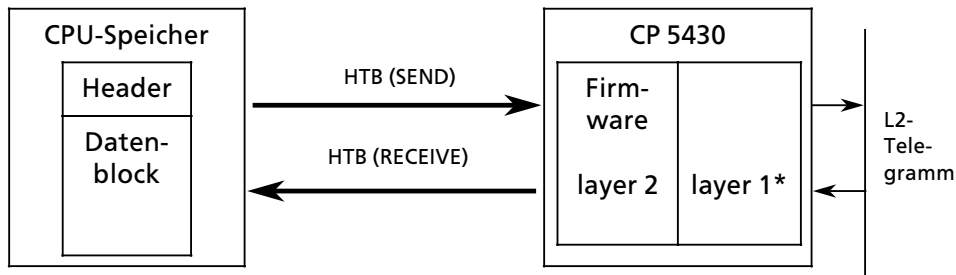 CPU-Speicher
Header
Daten-
block
HTB (SEND)
HTB (RECEIVE)
CP 5430
Firm-
ware
layer 2
layer 1*
L2-
Tele-
gramm